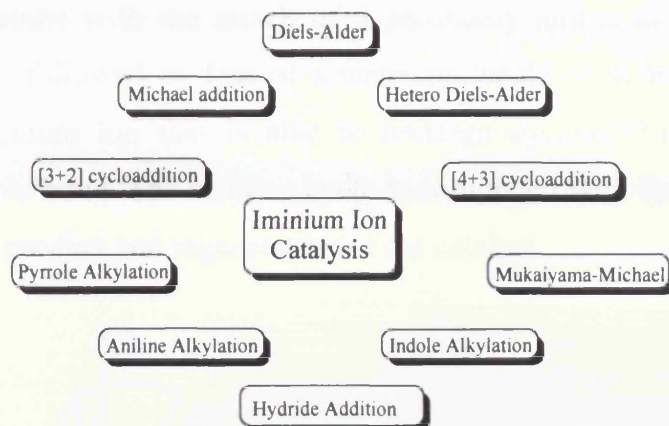 Diels-Alder
Michael addition
Hetero Diels-Alder
[3+2] cycloaddition
[4+3] cycloaddition
Iminium Ion
Catalysis
Pyrrole Alkylation
Mukaiyama-Michael
Aniline Alkylation
Indole Alkylation
Hydride Addition